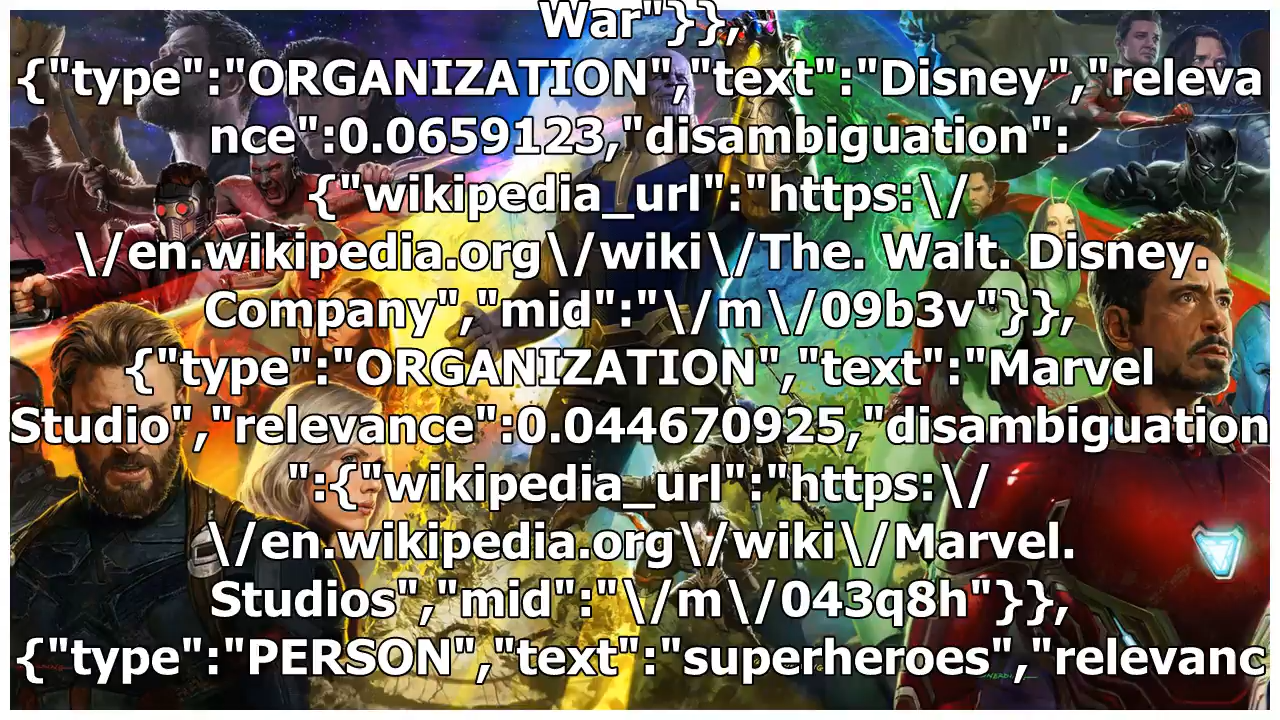 War"}},
{"type":"ORGANIZATION","text":"Disney","releva
nce":0.0659123,"disambiguation":
{"wikipedia_url":"https:\/
\/en.wikipedia.org\/wiki\/The. Walt. Disney.
Company","mid":"\/m\/09b3v"}},
{"type":"ORGANIZATION","text":"Marvel
Studio","relevance":0.044670925,"disambiguation
":{"wikipedia_url":"https:\/
\/en.wikipedia.org\/wiki\/Marvel.
Studios","mid":"\/m\/043q8h"}},
{"type":"PERSON","text":"superheroes","relevanc